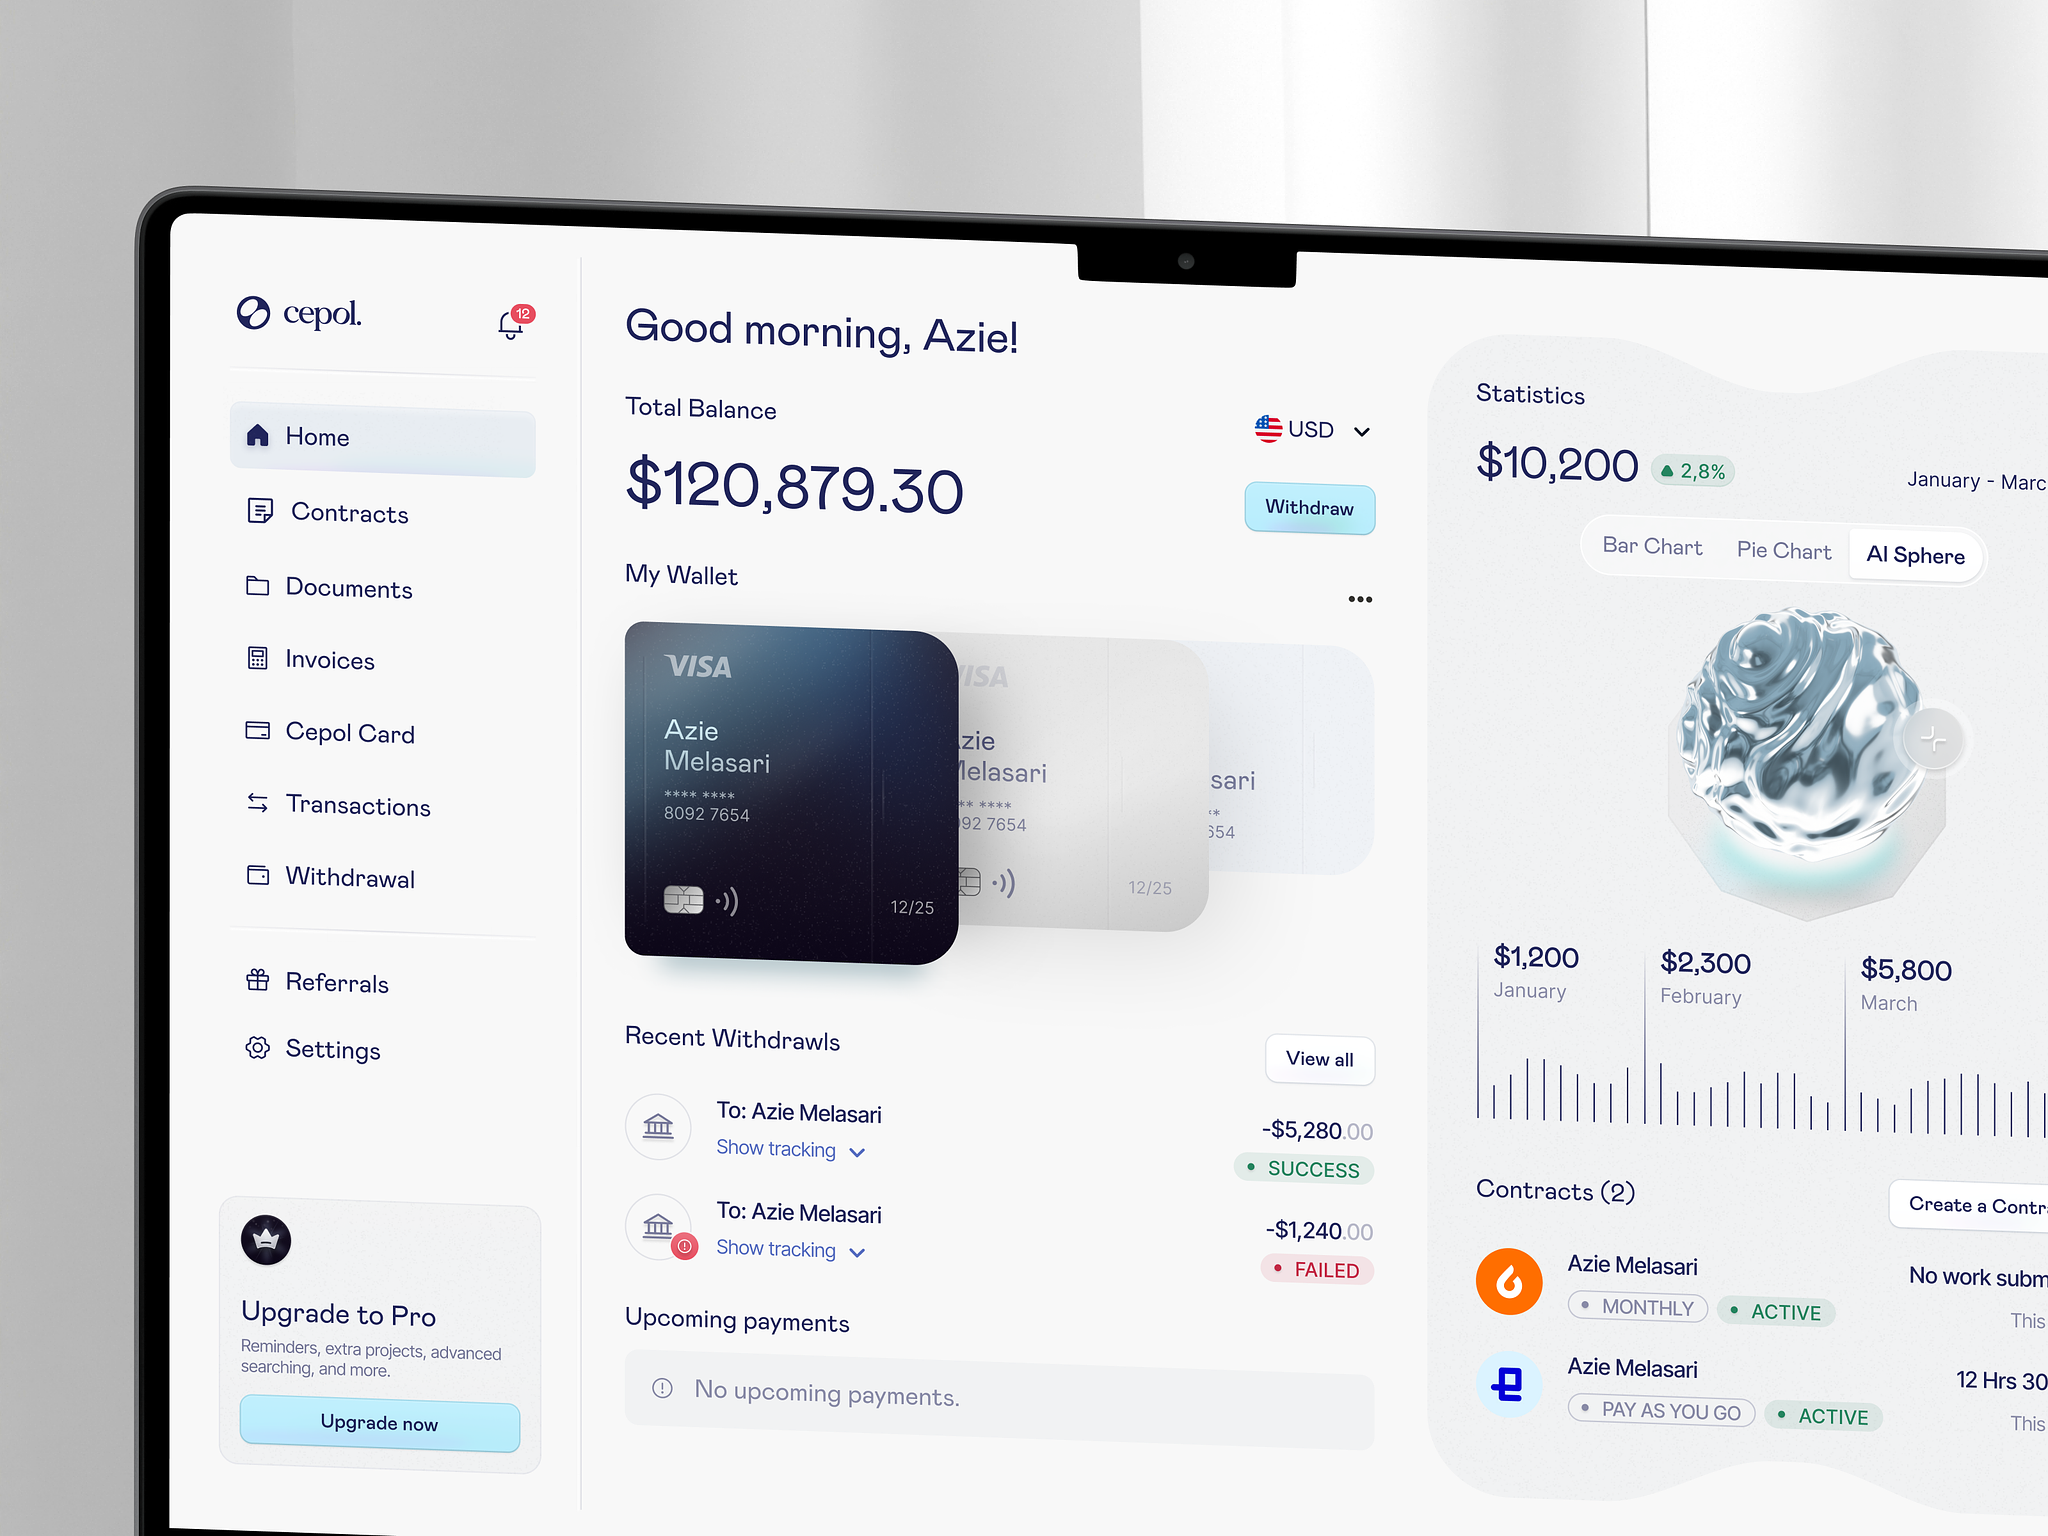 cepol.
12
Home
Contracts
Documents
Invoices
Cepol Card
Transactions
Withdrawal
Referrals
Settings
Upgrade to Pro
Reminders, extra projects, advanced
searching, and more.
Upgrade now
Good morning, Azie!
Total Balance
USD
$120,879.30
Withdraw
My Wallet
VISA
Azie
Melasari
**** ****
8092 7654
12/25
VISA
Azie
Melasari
** ****
092 7654
12/25
sari
**
654
Recent Withdrawls
View all
To: Azie Melasari
Show tracking
-$5,280.00
SUCCESS
To: Azie Melasari
Show tracking
-$1,240.00
FAILED
Upcoming payments
No upcoming payments.
Statistics
$10,200
2,8%
January - Marc
Bar Chart
Pie Chart
AI Sphere
$1,200
January
$2,300
February
$5,800
March
Contracts (2)
Create a Contr
Azie Melasari
MONTHLY
ACTIVE
No work subm
This
Azie Melasari
PAY AS YOU GO
ACTIVE
12 Hrs 30
This